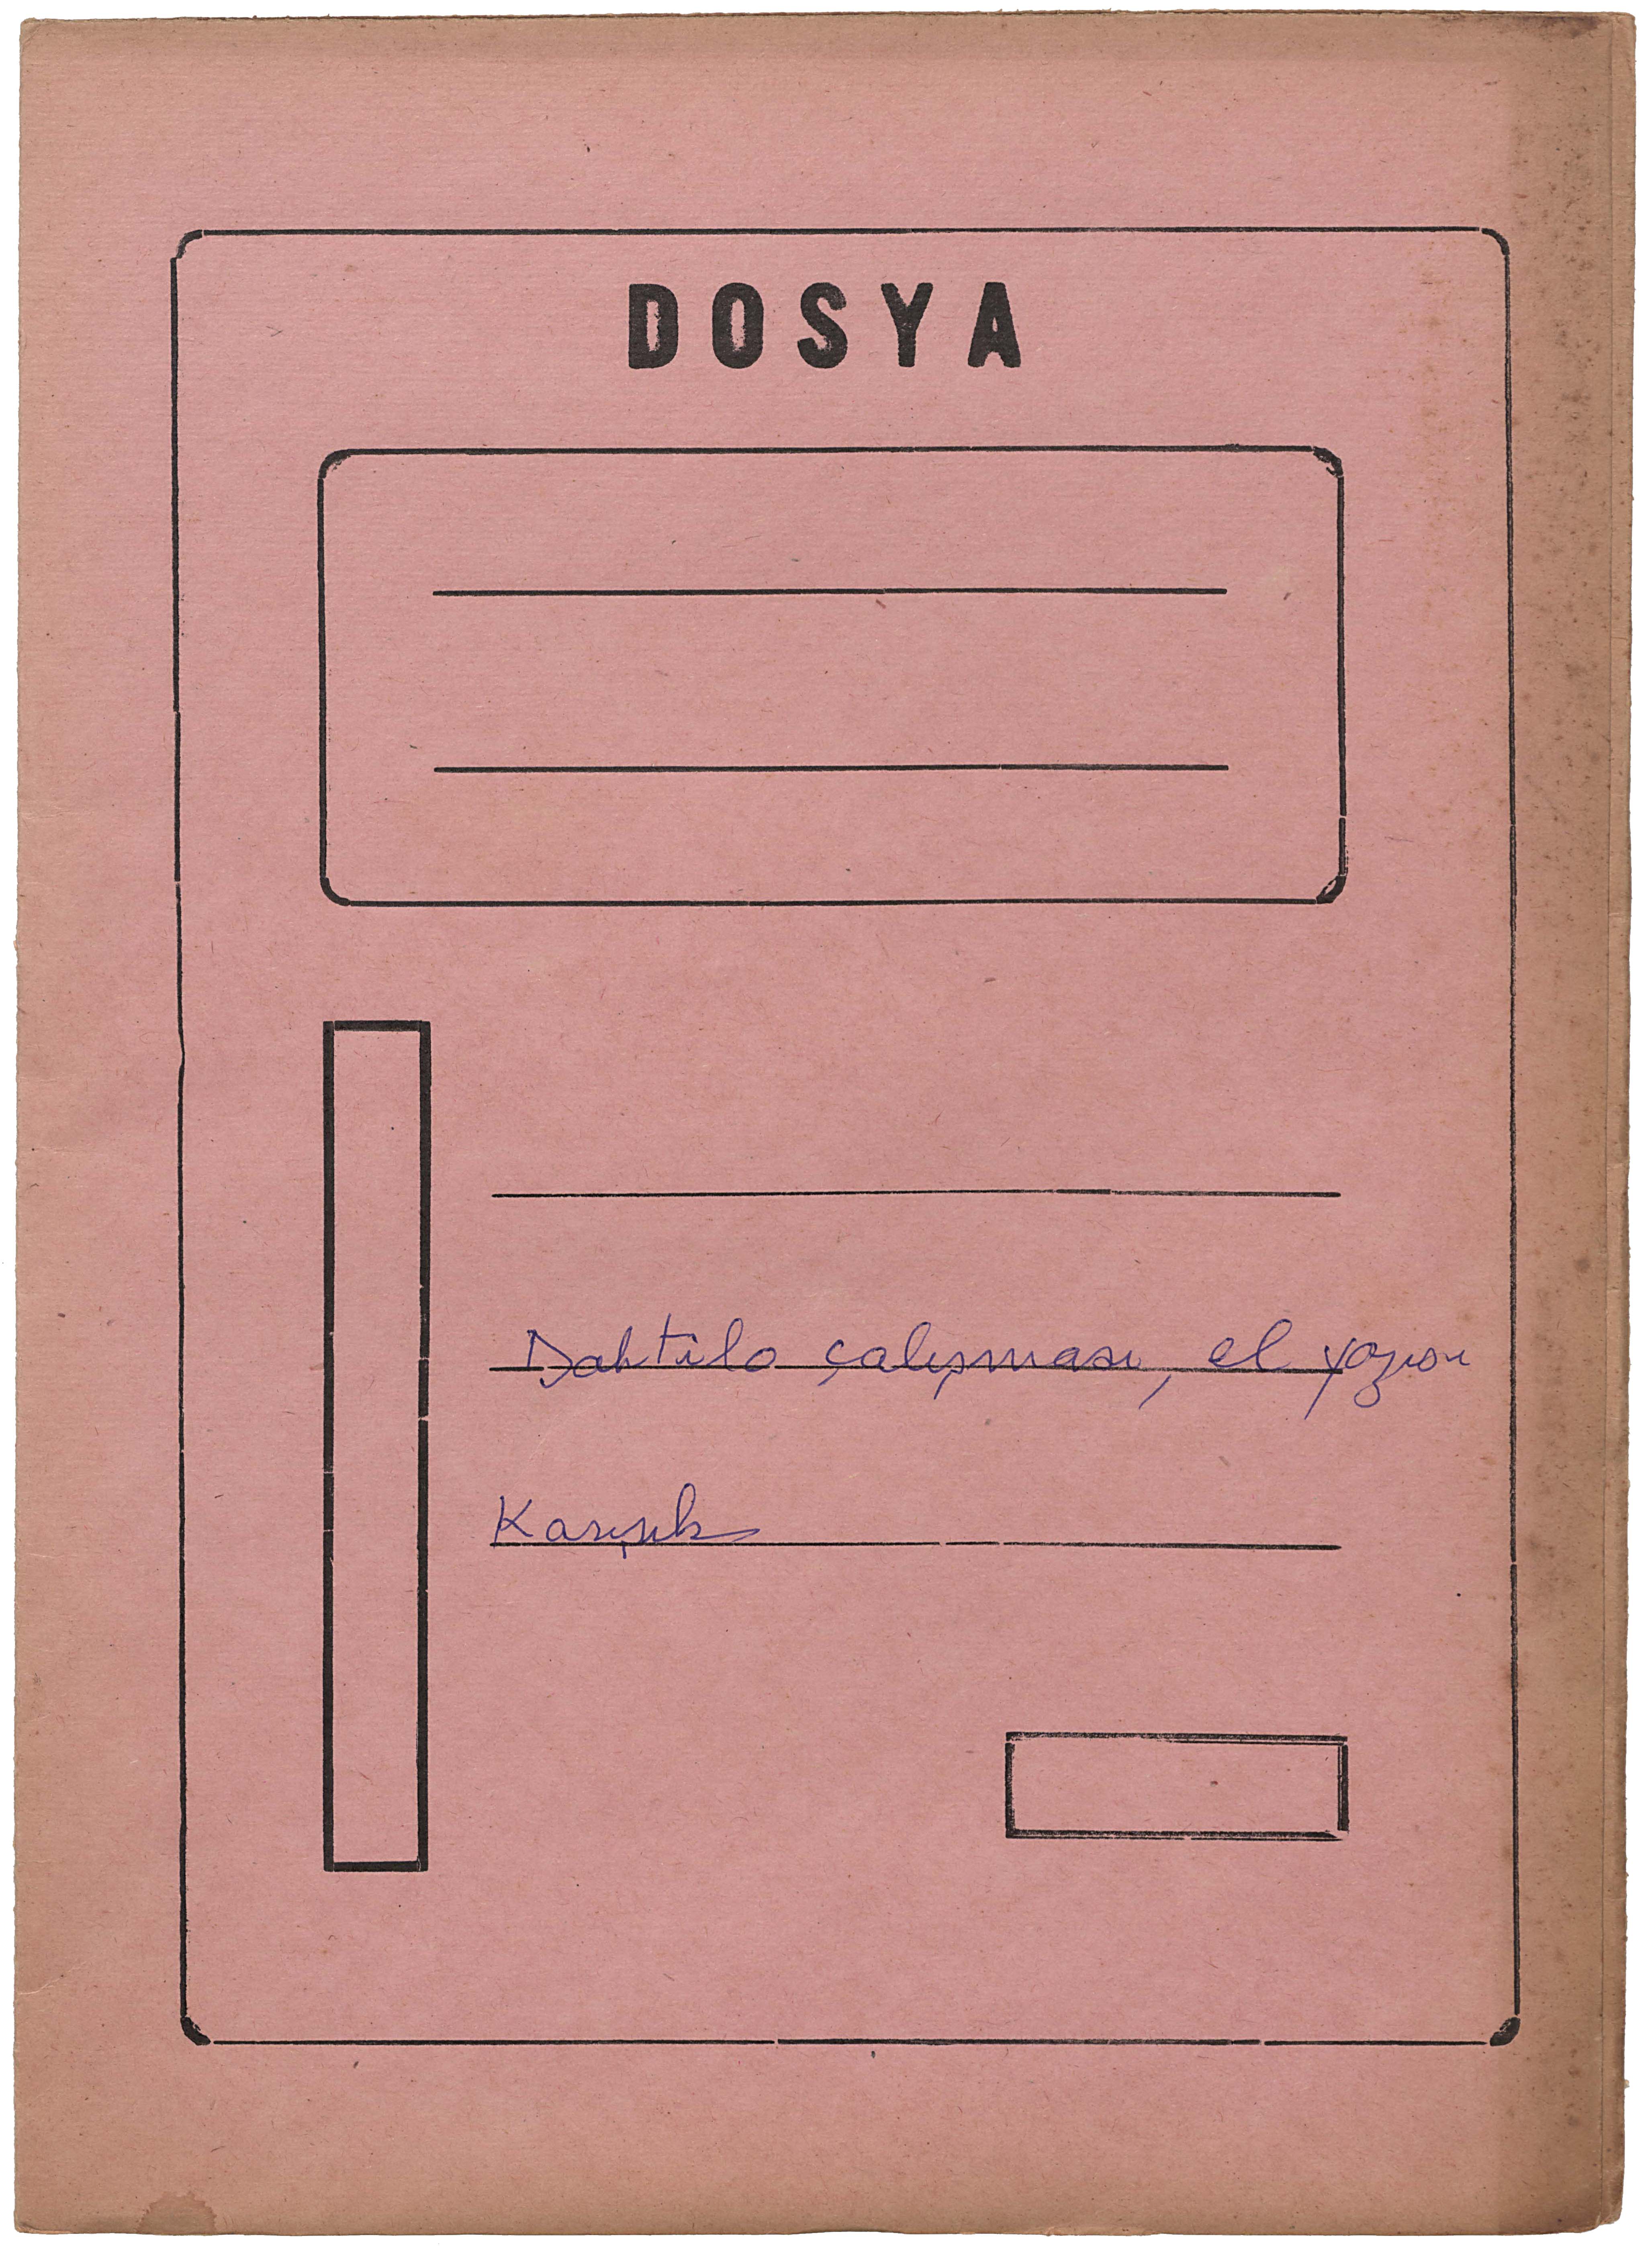 DOSYA
Daktilo çalışması, el yazısı
Karışık